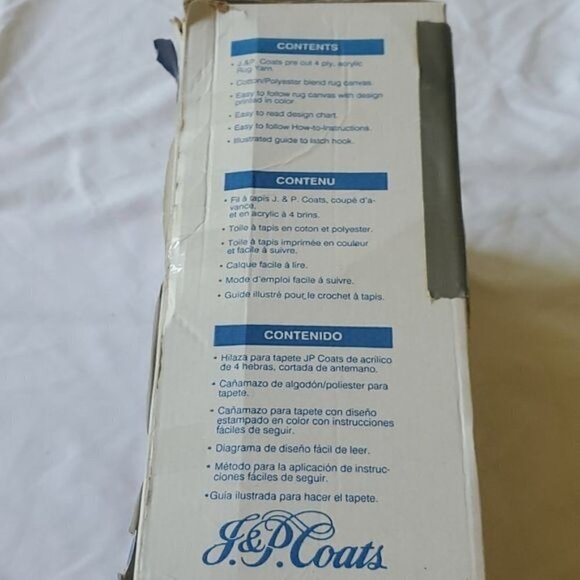 CONTENTS
• J.&P. Coats pre cut 4 ply, acrylic
Rug Yarn.
• Cotton/Polyester blend rug canvas.
• Easy to follow rug canvas with design
printed in color
• Easy to read design chart.
• Easy to follow How-to-Instructions.
• Illustrated guide to latch hook.
CONTENU
• Fil à tapis J. & P. Coats, coupé d'a-
vance,
et en acrylic à 4 brins.
• Toile à tapis en coton et polyester.
• Toile à tapis imprimée en couleur
et facile à suivre.
• Calque facile à lire.
• Mode d'emploi facile à suivre.
• Guide illustré pour le crochet à tapis.
CONTENIDO
• Hilaza para tapete JP Coats de acrilico
de 4 hebras, cortada de antemano.
• Cañamazo de algodón/poliester para
tapete.
• Cañamazo para tapete con diseño
estampado en color con instrucciones
fáciles de seguir.
• Diagrama de diseño fácil de leer.
• Método para la aplicación de instruc-
ciones fáciles de seguir.
• Guía ilustrada para hacer el tapete.
J.&P. Coats